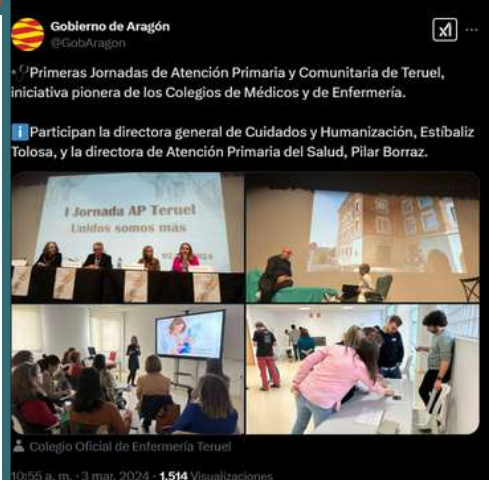 Gobierno de Aragón
@GobAragon
Primeras Jornadas de Atención Primaria y Comunitaria de Teruel,
iniciativa pionera de los Colegios de Médicos y de Enfermería.
Participan la directora general de Cuidados y Humanización, Estíbaliz
Tolosa, y la directora de Atención Primaria del Salud, Pilar Borraz.
I Jornada AP Teruel
Unidos somos más
Colegio Oficial de Enfermería Teruel
10:55 a. m. · 3 mar. 2024 · 1,514 Visualizaciones